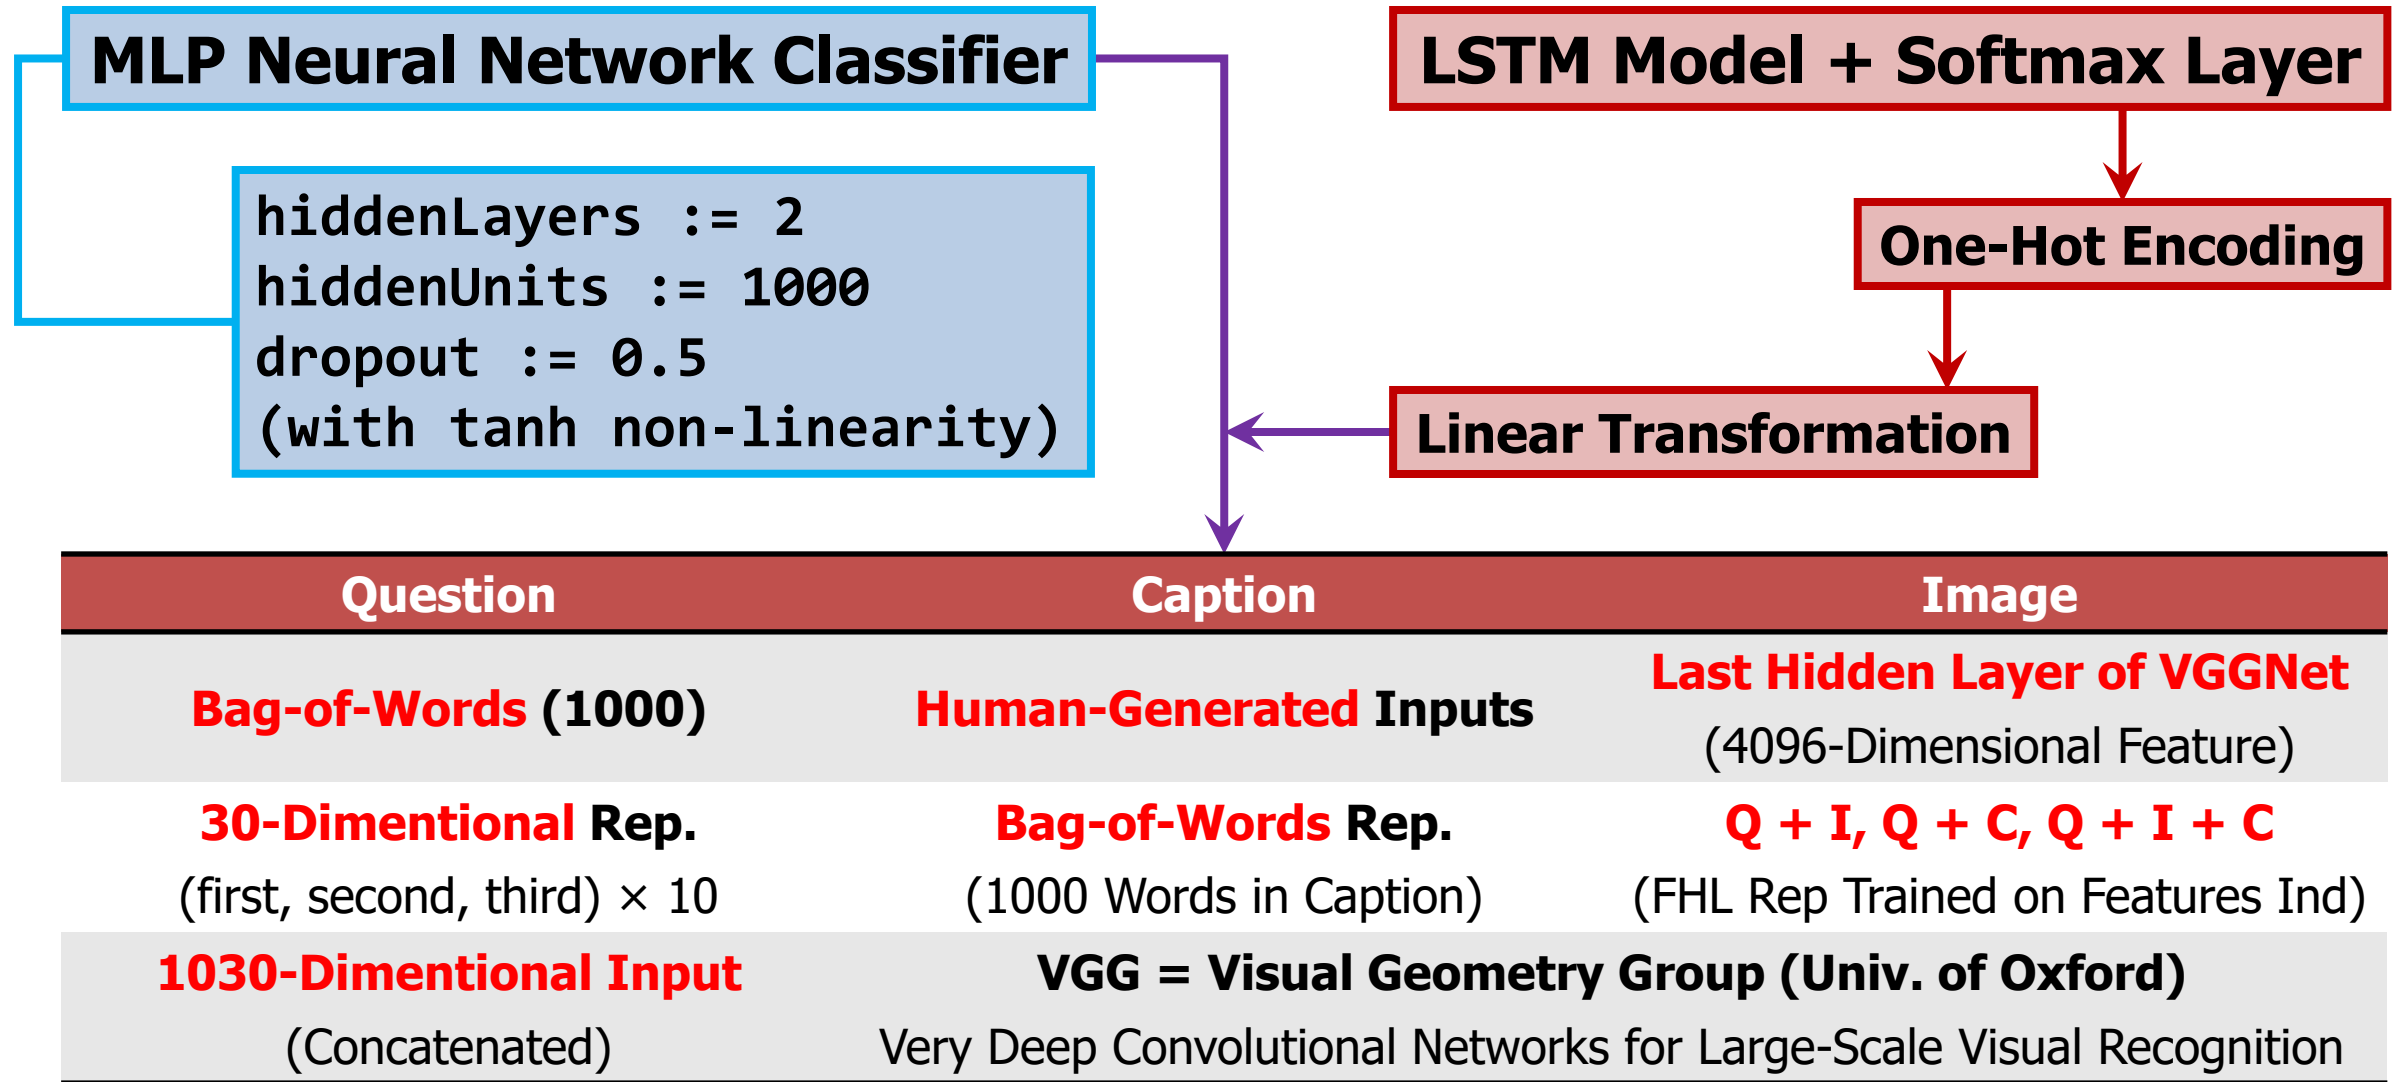 MLP Neural Network Classifier
LSTM Model + Softmax Layer
hiddenLayers := 2
hiddenUnits := 1000
dropout := 0.5
(with tanh non-linearity)
One-Hot Encoding
Linear Transformation
Question Caption Image
Bag-of-Words (1000)
Human-Generated Inputs
Last Hidden Layer of VGGNet
(4096-Dimensional Feature)
30-Dimentional Rep.
(first, second, third) × 10
Bag-of-Words Rep.
(1000 Words in Caption)
Q + I, Q + C, Q + I + C
(FHL Rep Trained on Features Ind)
1030-Dimentional Input
(Concatenated)
VGG = Visual Geometry Group (Univ. of Oxford)
Very Deep Convolutional Networks for Large-Scale Visual Recognition